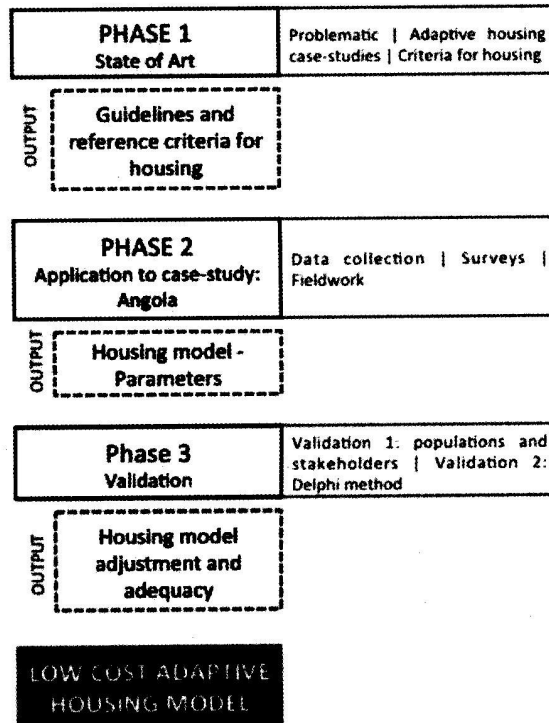 PHASE 1
State of Art
Problematic | Adaptive housing
case-studies | Criteria for housing
OUTPUT
Guidelines and
reference criteria for
housing
PHASE 2
Application to case-study:
Angola
Data collection | Surveys |
Fieldwork
OUTPUT
Housing model -
Parameters
Phase 3
Validation
Validation 1: populations and
stakeholders | Validation 2:
Delphi method
OUTPUT
Housing model
adjustment and
adequacy
LOW COST ADAPTIVE
HOUSING MODEL